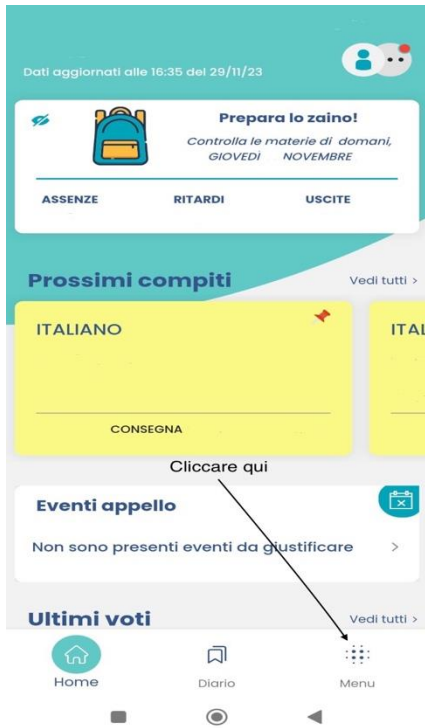 Dati aggiornati alle 16:35 del 29/11/23
Prepara lo zaino!
Controlla le materie di domani,
GIOVEDÌ NOVEMBRE
ASSENZE RITARDI USCITE
Prossimi compiti Vedi tutti >
ITALIANO ITAL
CONSEGNA
Cliccare qui
Eventi appello
Non sono presenti eventi da giustificare >
Ultimi voti Vedi tutti >
Home Diario Menu